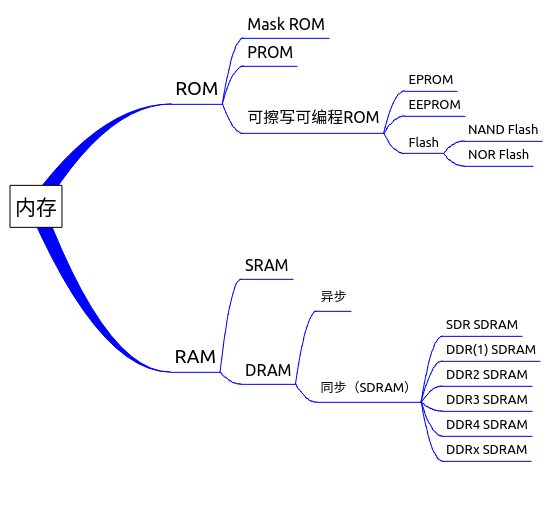 内存
ROM
Mask ROM
PROM
可擦写可编程ROM
EPROM
EEPROM
Flash
NAND Flash
NOR Flash
RAM
SRAM
DRAM
异步
同步（SDRAM）
SDR SDRAM
DDR(1) SDRAM
DDR2 SDRAM
DDR3 SDRAM
DDR4 SDRAM
DDRx SDRAM